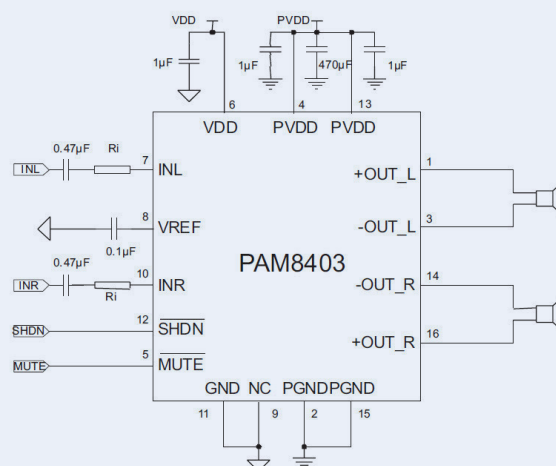 VDD PVDD
1µF 1µF 470µF 1µF
6 4 13
VDD PVDD PVDD
0.47µF Ri 7 INL +OUT_L 1
INL
8 VREF -OUT_L 3
0.1µF
PAM8403
0.47µF 10 INR -OUT_R 14
INR Ri
12 SHDN +OUT_R 16
SHDN
5 MUTE
MUTE
GND NC PGND PGND
11 9 2 15